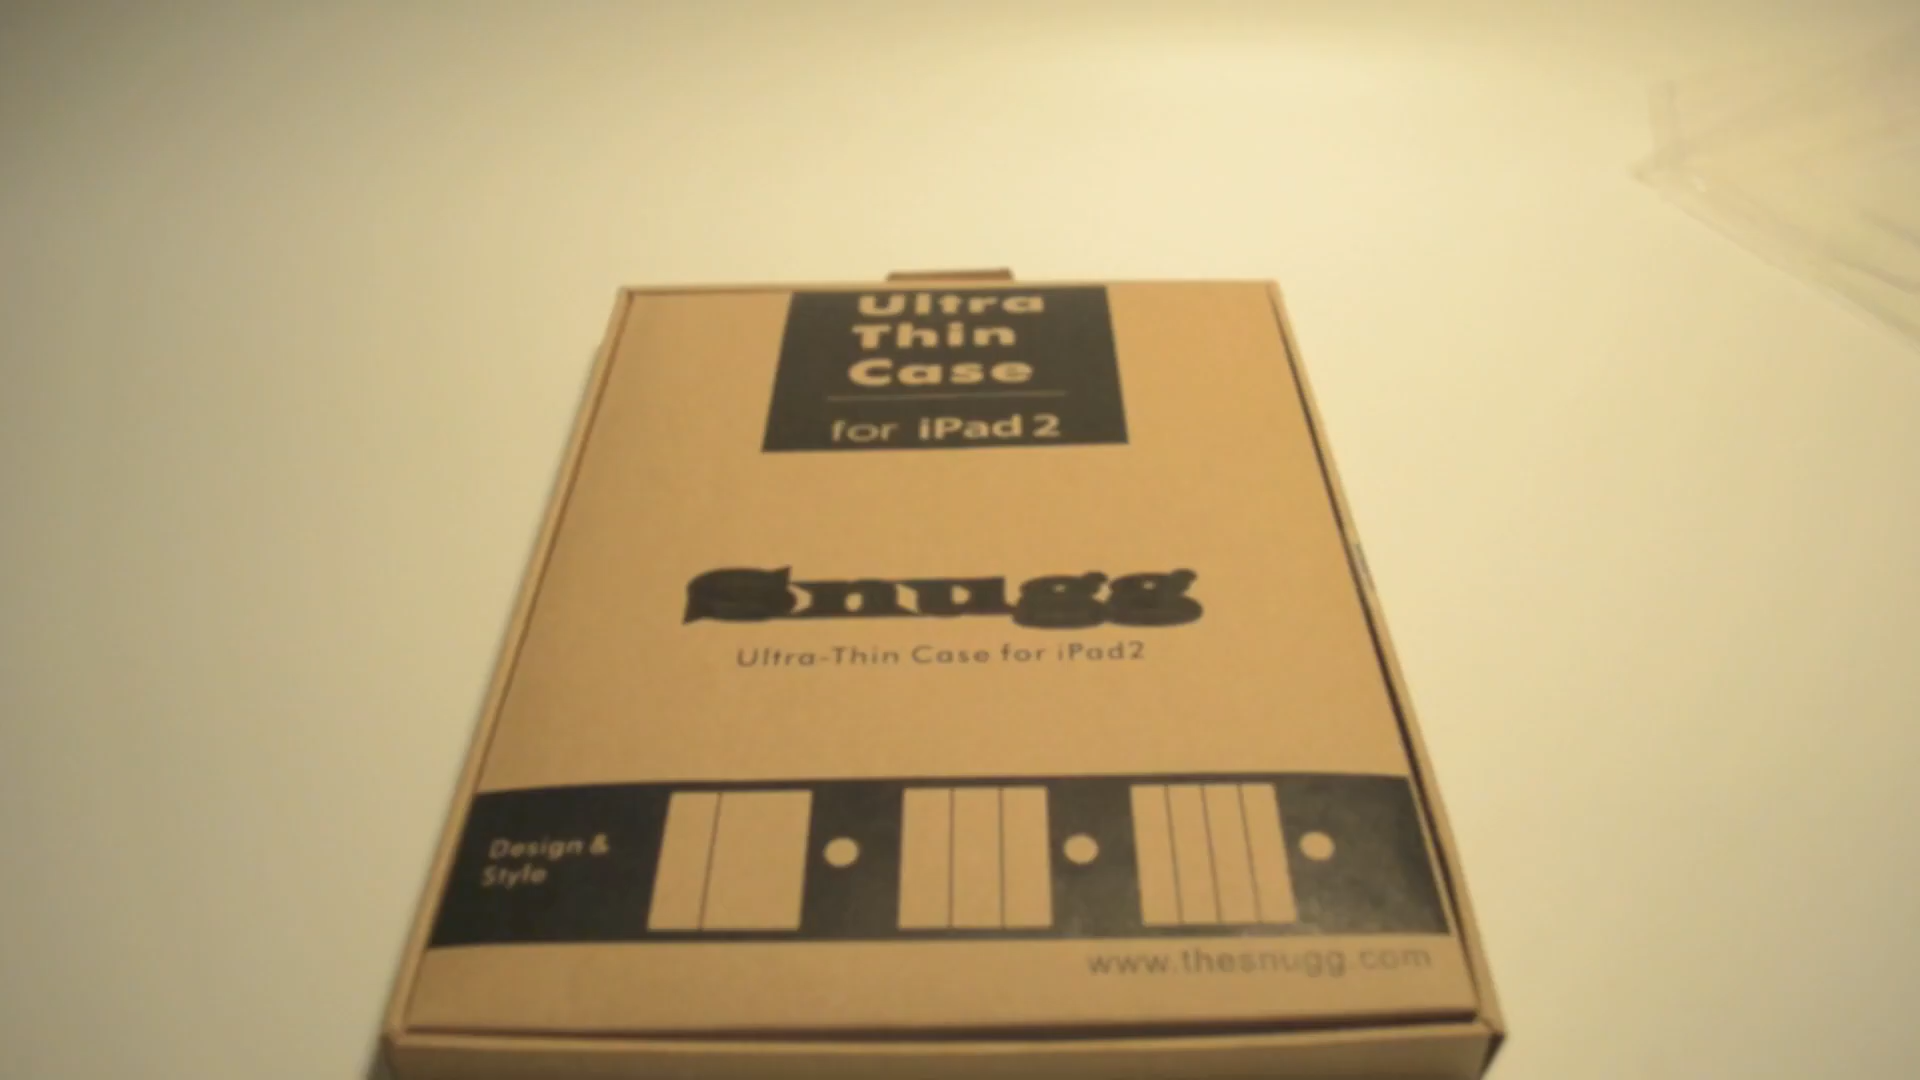 Ultra
Thin
Case
for iPad 2
Snugg
Ultra-Thin Case for iPad2
Design &
Style
www.thesnugg.com